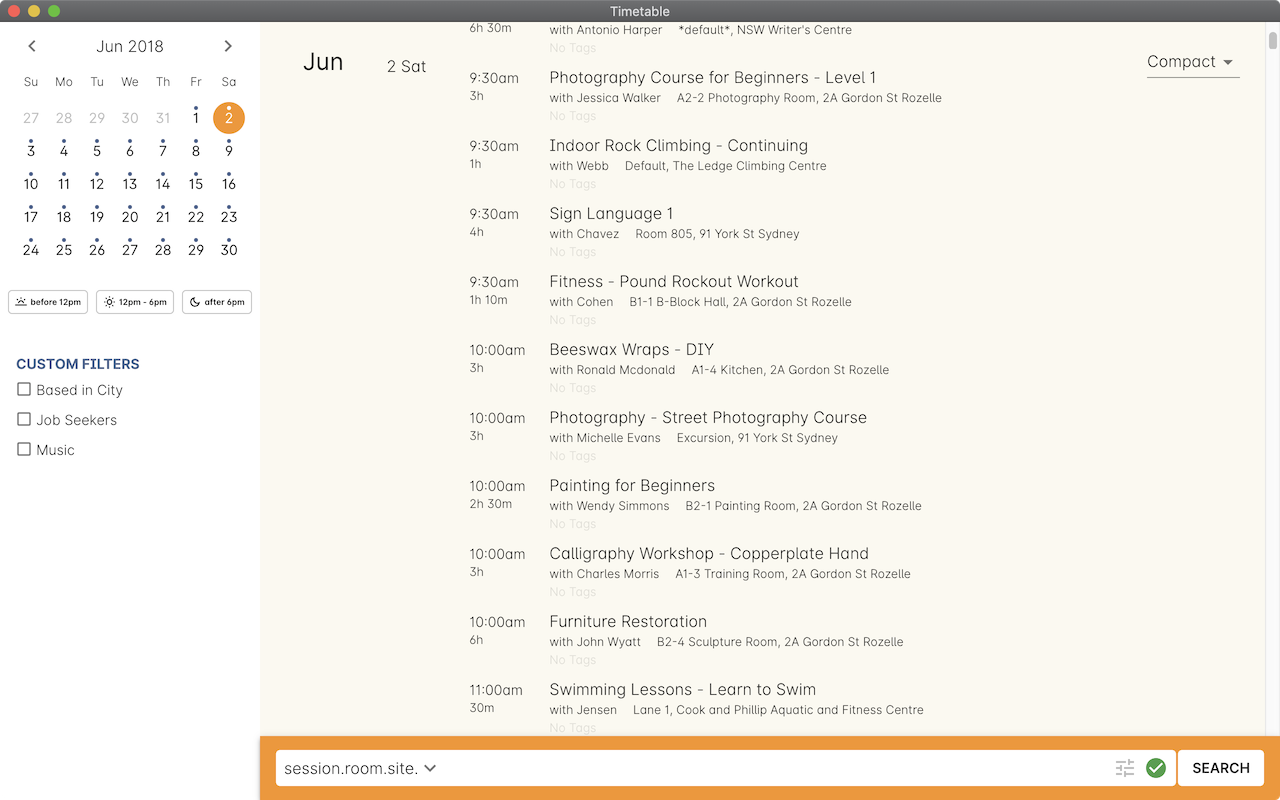 Timetable
Jun 2018
Su Mo Tu We Th Fr Sa
27 28 29 30 31 1 2
3 4 5 6 7 8 9
10 11 12 13 14 15 16
17 18 19 20 21 22 23
24 25 26 27 28 29 30
before 12pm 12pm - 6pm after 6pm
CUSTOM FILTERS
Based in City
Job Seekers
Music
Jun
2 Sat
Compact
6h 30m with Antonio Harper *default*, NSW Writer's Centre
No Tags
9:30am Photography Course for Beginners - Level 1
3h with Jessica Walker A2-2 Photography Room, 2A Gordon St Rozelle
No Tags
9:30am Indoor Rock Climbing - Continuing
1h with Webb Default, The Ledge Climbing Centre
No Tags
9:30am Sign Language 1
4h with Chavez Room 805, 91 York St Sydney
No Tags
9:30am Fitness - Pound Rockout Workout
1h 10m with Cohen B1-1 B-Block Hall, 2A Gordon St Rozelle
No Tags
10:00am Beeswax Wraps - DIY
3h with Ronald Mcdonald A1-4 Kitchen, 2A Gordon St Rozelle
No Tags
10:00am Photography - Street Photography Course
3h with Michelle Evans Excursion, 91 York St Sydney
No Tags
10:00am Painting for Beginners
2h 30m with Wendy Simmons B2-1 Painting Room, 2A Gordon St Rozelle
No Tags
10:00am Calligraphy Workshop - Copperplate Hand
3h with Charles Morris A1-3 Training Room, 2A Gordon St Rozelle
No Tags
10:00am Furniture Restoration
6h with John Wyatt B2-4 Sculpture Room, 2A Gordon St Rozelle
No Tags
11:00am Swimming Lessons - Learn to Swim
30m with Jensen Lane 1, Cook and Phillip Aquatic and Fitness Centre
No Tags
session.room.site.
SEARCH